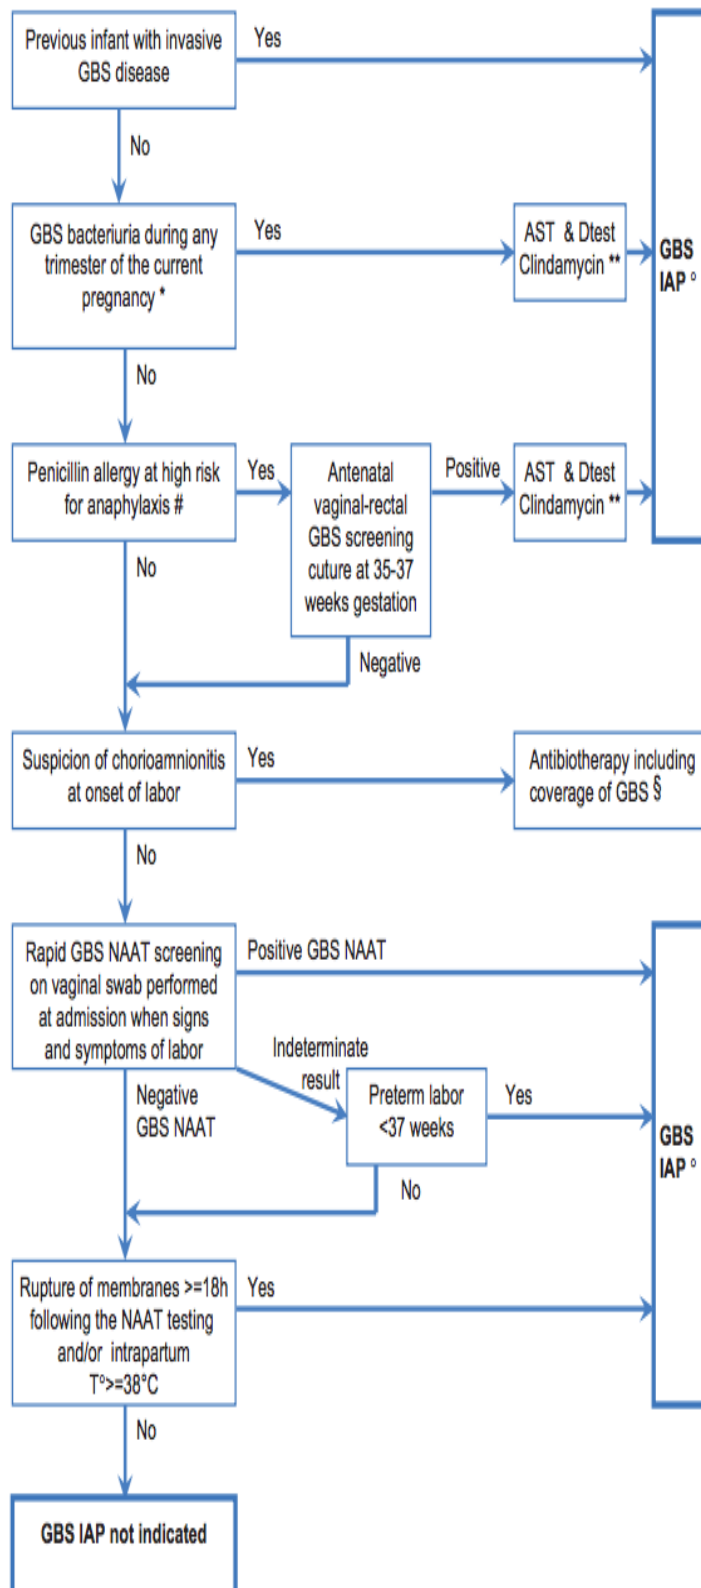 Previous infant with invasive
GBS disease
Yes
No
GBS bacteriuria during any
trimester of the current
pregnancy *
Yes
AST & Dtest
Clindamycin **
GBS
IAP °
No
Penicillin allergy at high risk
for anaphylaxis #
Yes
Antenatal
vaginal-rectal
GBS screening
cuture at 35-37
weeks gestation
Positive
AST & Dtest
Clindamycin **
No
Negative
Suspicion of chorioamnionitis
at onset of labor
Yes
Antibiotherapy including
coverage of GBS §
No
Rapid GBS NAAT screening
on vaginal swab performed
at admission when signs
and symptoms of labor
Positive GBS NAAT
Indeterminate
result
Negative
GBS NAAT
Preterm labor
<37 weeks
Yes
GBS
IAP °
No
Rupture of membranes >=18h
following the NAAT testing
and/or intrapartum
T°>=38°C
Yes
No
GBS IAP not indicated